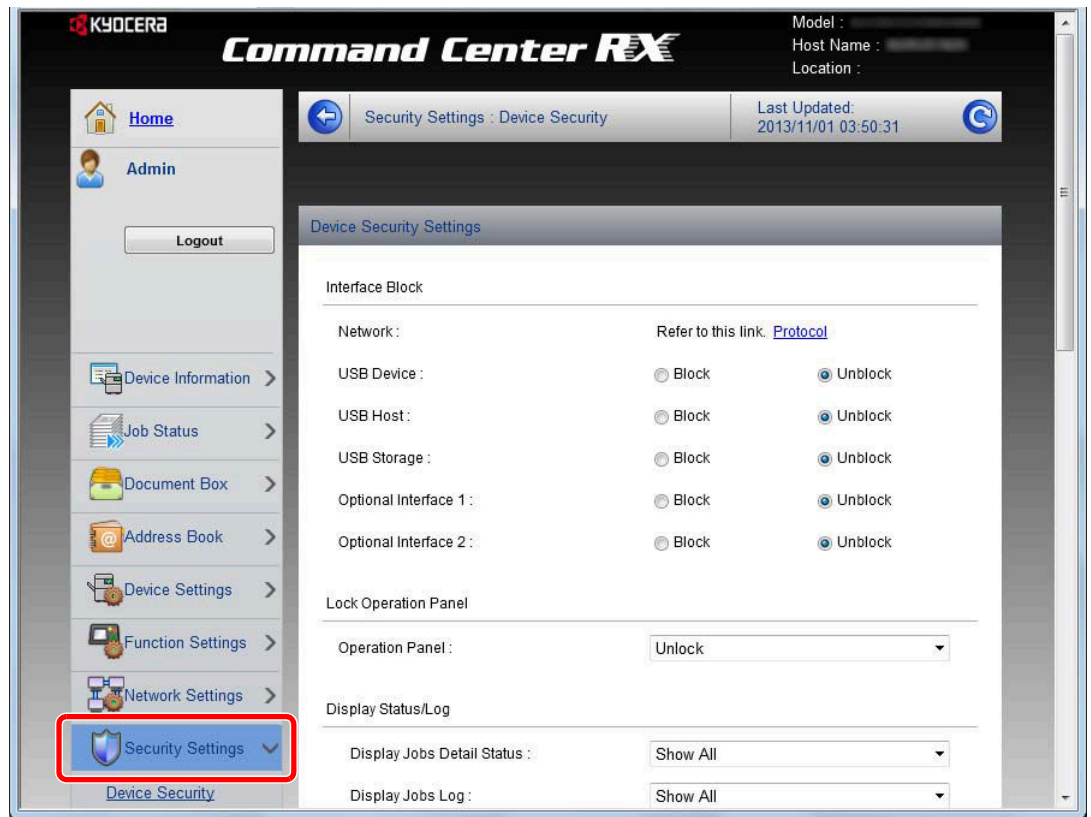 KYOCERA
Command Center RX
Model :
Host Name :
Location :
Home
Admin
Logout
Device Information
Job Status
Document Box
Address Book
Device Settings
Function Settings
Network Settings
Security Settings
Device Security
Security Settings : Device Security
Last Updated:
2013/11/01 03:50:31
Device Security Settings
Interface Block
Network : Refer to this link. Protocol
USB Device : Block Unblock
USB Host : Block Unblock
USB Storage : Block Unblock
Optional Interface 1 : Block Unblock
Optional Interface 2 : Block Unblock
Lock Operation Panel
Operation Panel : Unlock
Display Status/Log
Display Jobs Detail Status : Show All
Display Jobs Log : Show All